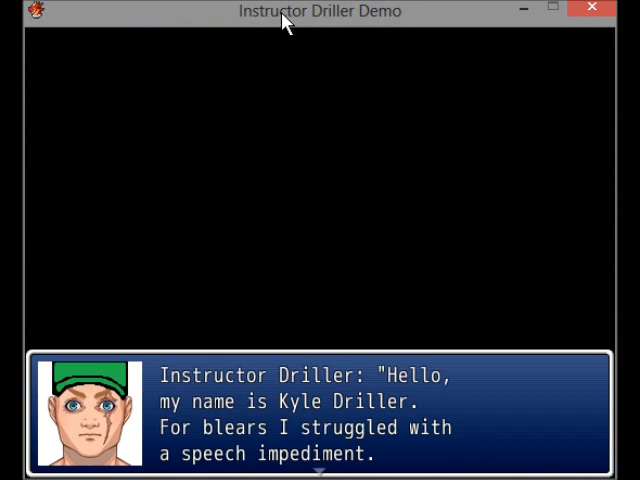 Instructor Driller Demo
Instructor Driller: "Hello,
my name is Kyle Driller.
For blears I struggled with
a speech impediment.